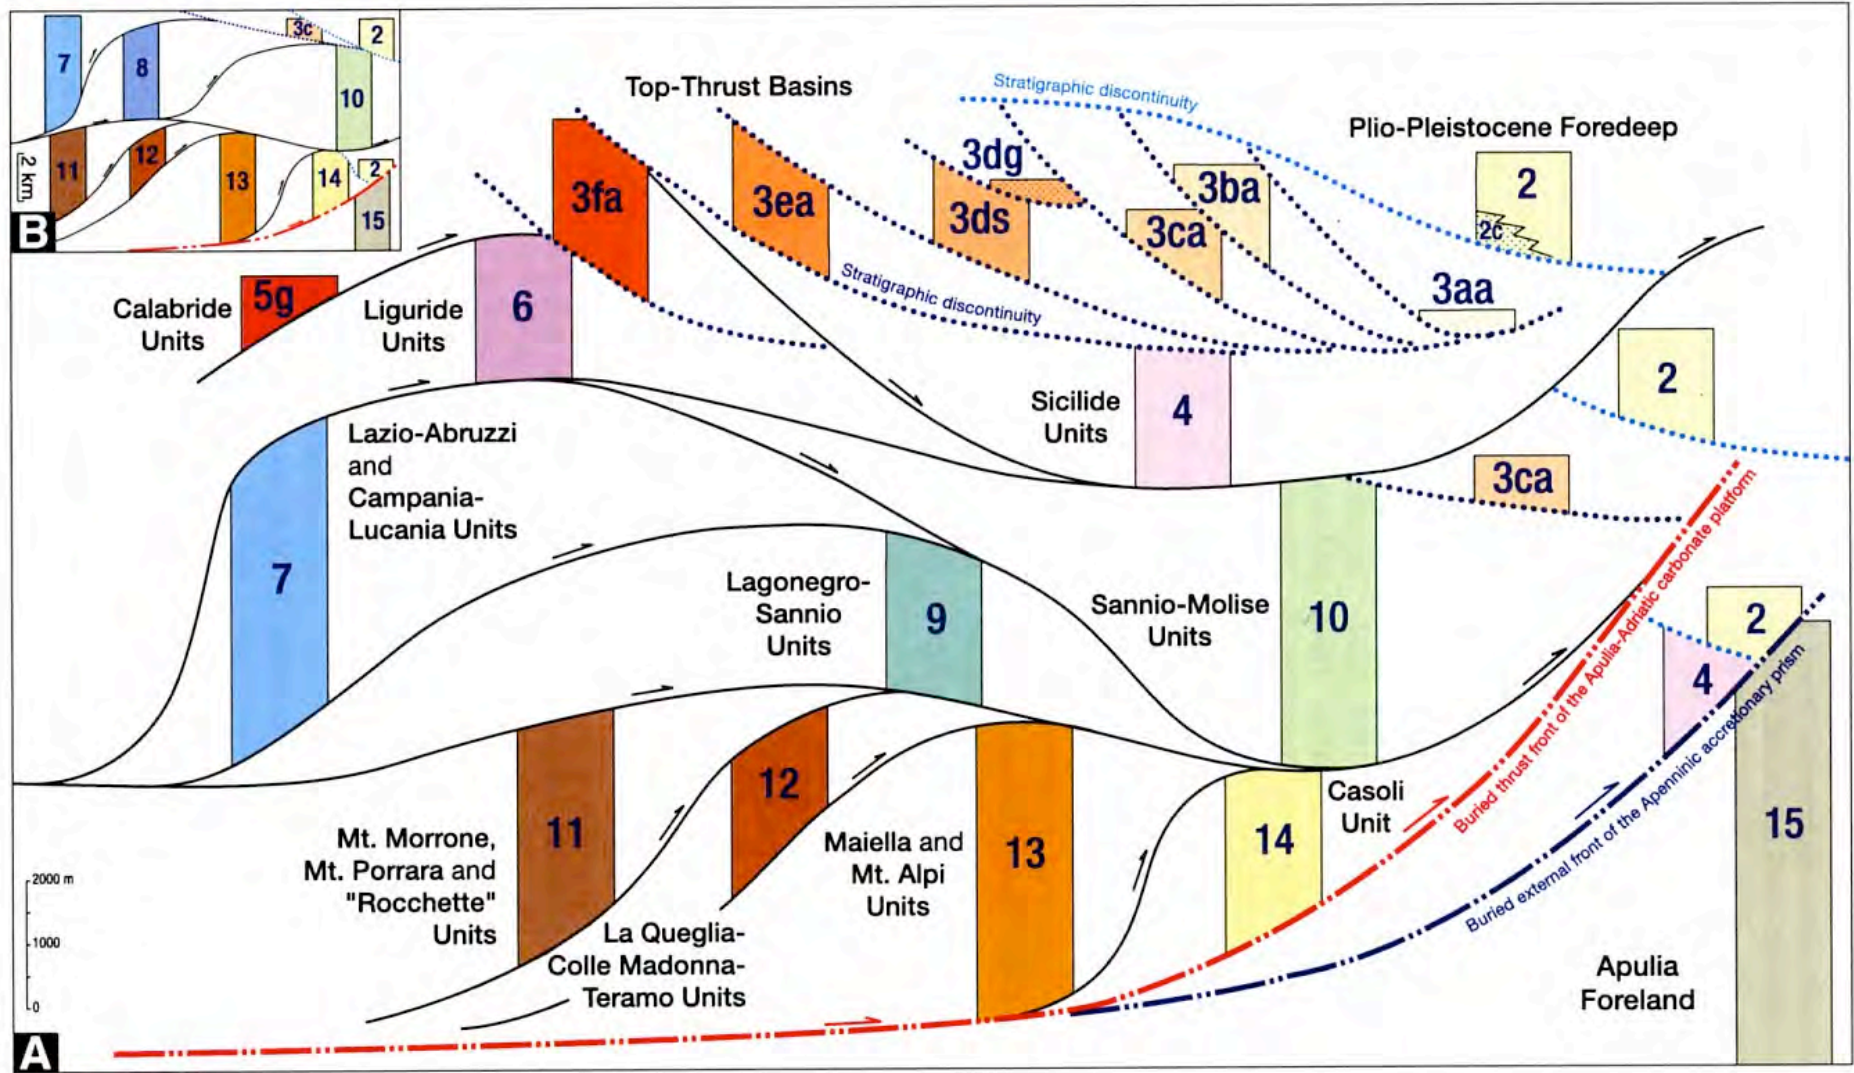 7
8
3c
2
10
11
12
13
14
2
15
2 km
B
Top-Thrust Basins
Stratigraphic discontinuity
Plio-Pleistocene Foredeep
3fa
3ea
3dg
3ds
3ba
3ca
2
2c
3aa
Stratigraphic discontinuity
Calabride
Units
5g
Liguride
Units
6
Sicilide
Units
4
2
3ca
Lazio-Abruzzi
and
Campania-
Lucania Units
7
Lagonegro-
Sannio
Units
9
Sannio-Molise
Units
10
Buried thrust front of the Apulia-Adriatic carbonate platform
2
4
Buried external front of the Apenninic accretionary prism
15
Mt. Morrone,
Mt. Porrara and
"Rocchette"
Units
11
12
La Queglia-
Colle Madonna-
Teramo Units
Maiella and
Mt. Alpi
Units
13
14
Casoli
Unit
Apulia
Foreland
2000 m
1000
0
A